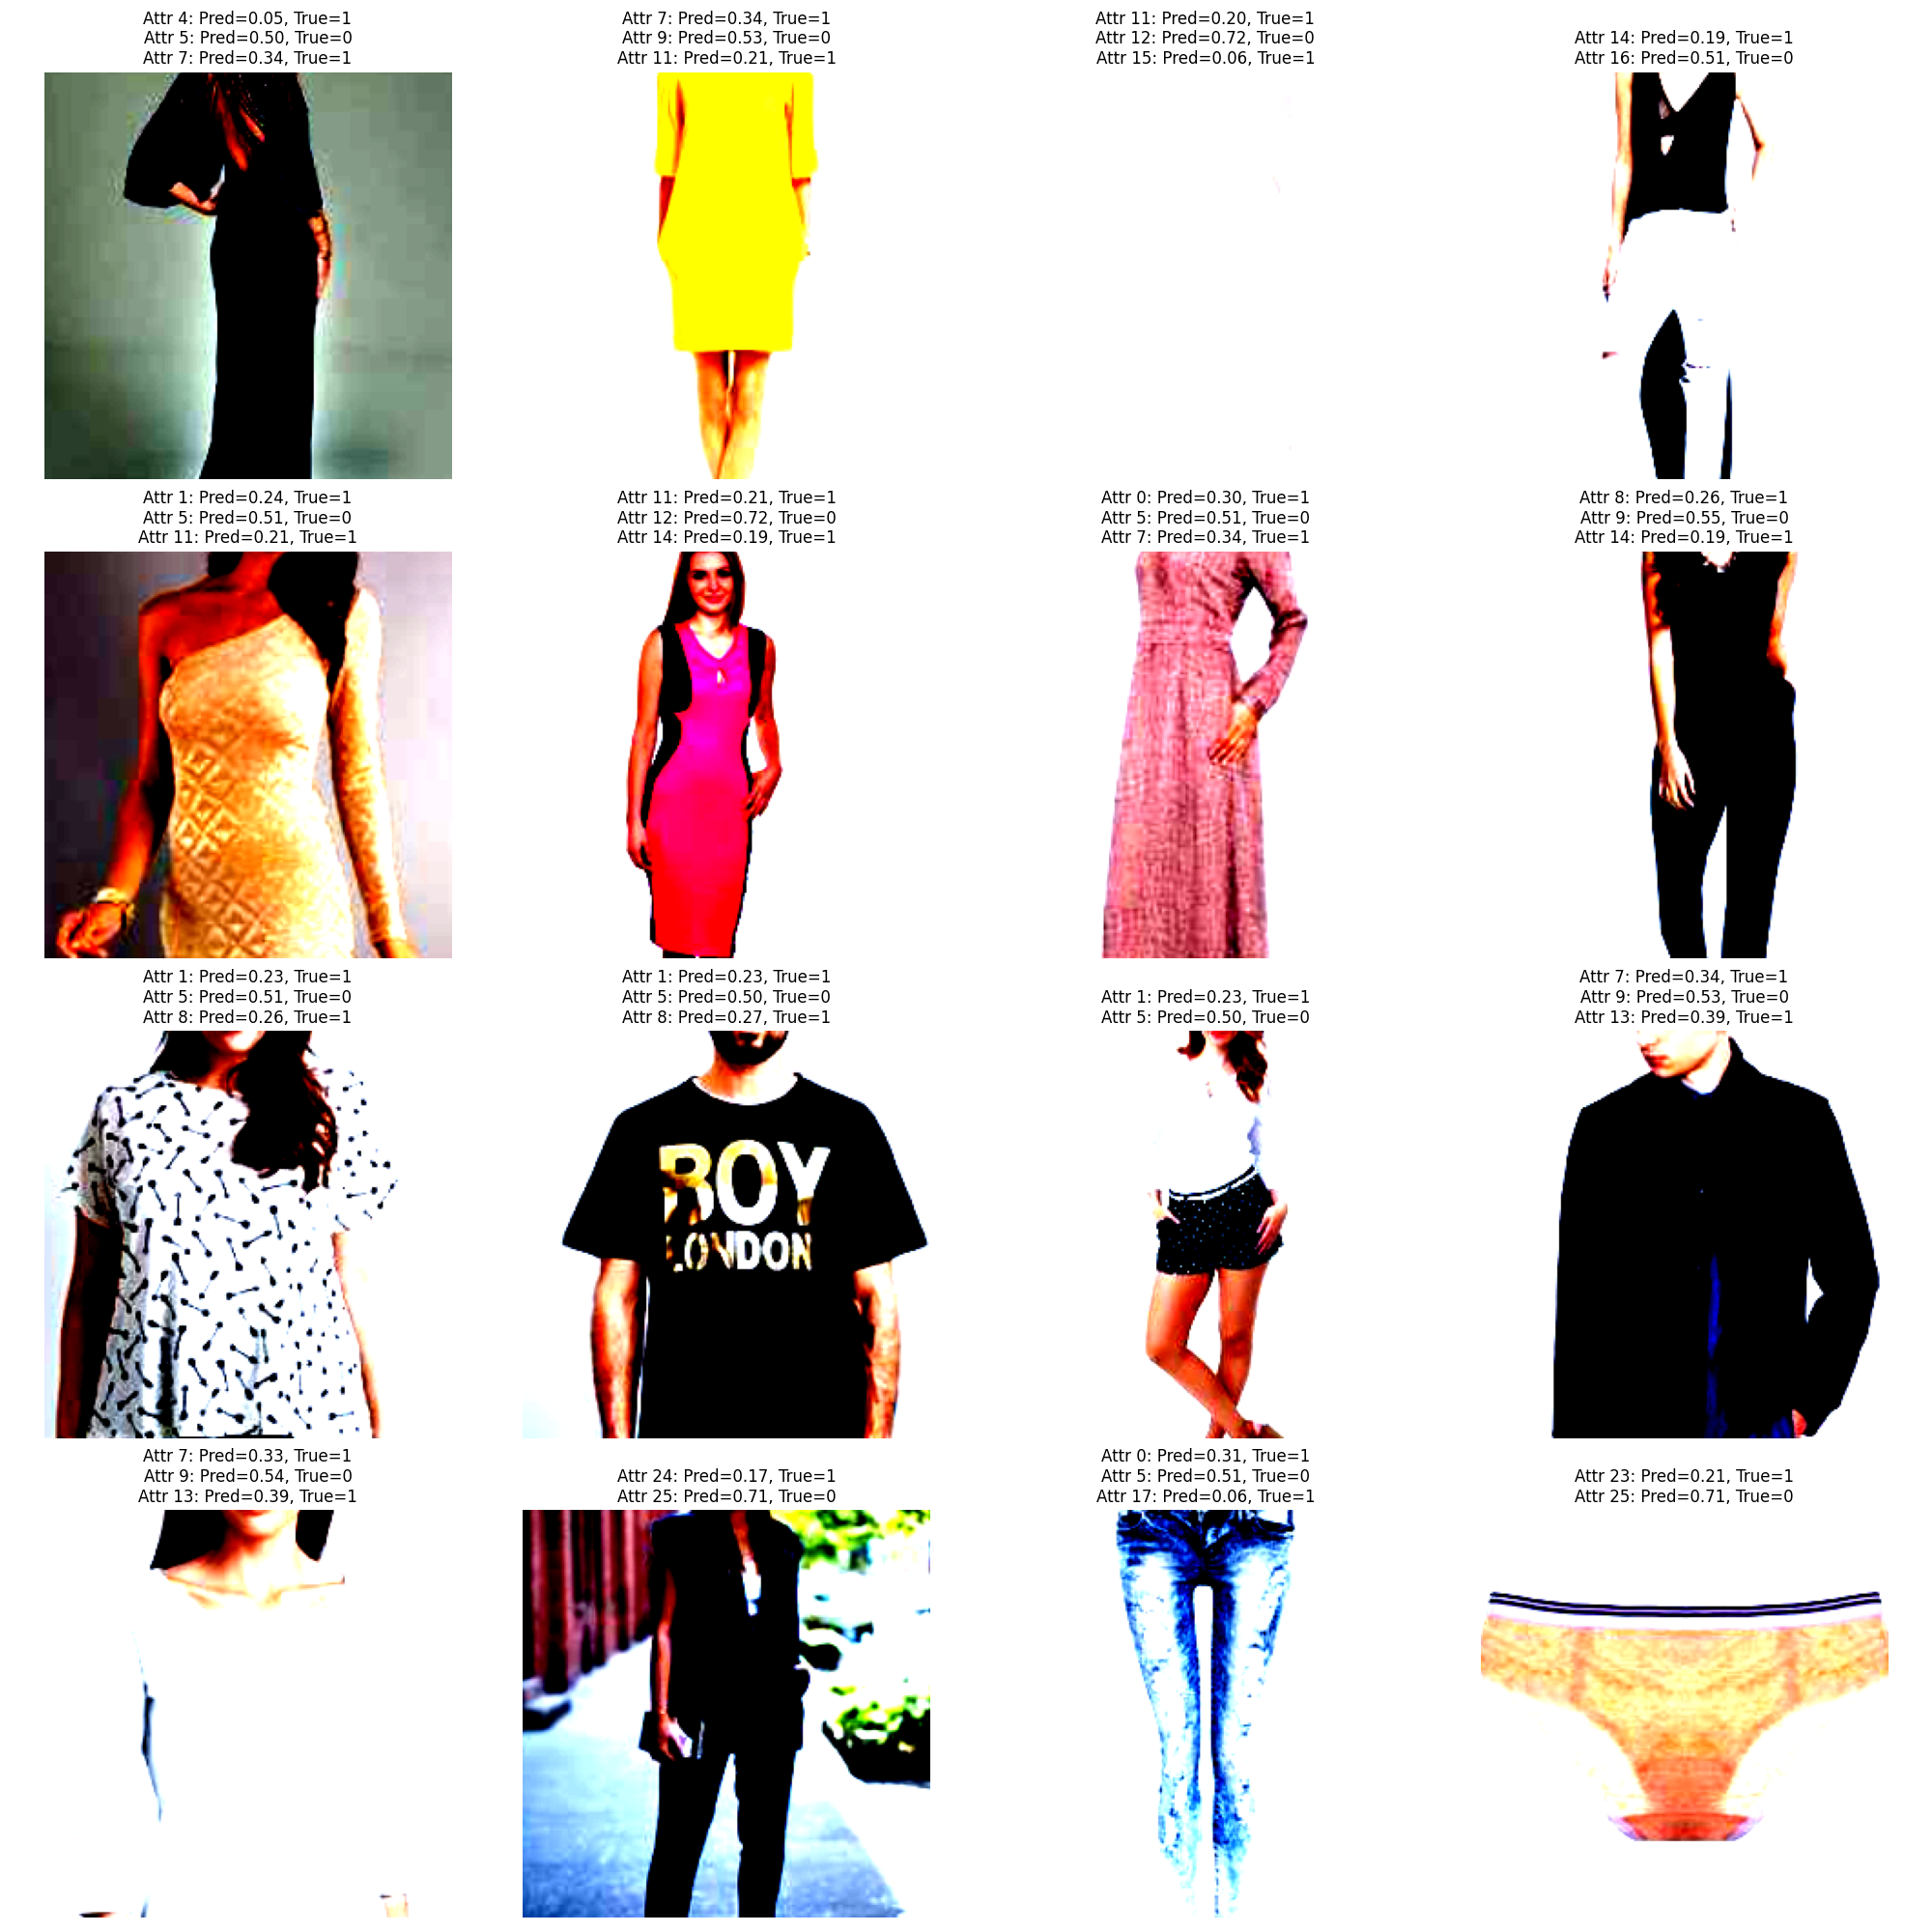 Attr 4: Pred=0.05, True=1
Attr 5: Pred=0.50, True=0
Attr 7: Pred=0.34, True=1
Attr 7: Pred=0.34, True=1
Attr 9: Pred=0.53, True=0
Attr 11: Pred=0.21, True=1
Attr 11: Pred=0.20, True=1
Attr 12: Pred=0.72, True=0
Attr 15: Pred=0.06, True=1
Attr 14: Pred=0.19, True=1
Attr 16: Pred=0.51, True=0
Attr 1: Pred=0.24, True=1
Attr 5: Pred=0.51, True=0
Attr 11: Pred=0.21, True=1
Attr 11: Pred=0.21, True=1
Attr 12: Pred=0.72, True=0
Attr 14: Pred=0.19, True=1
Attr 0: Pred=0.30, True=1
Attr 5: Pred=0.51, True=0
Attr 7: Pred=0.34, True=1
Attr 8: Pred=0.26, True=1
Attr 9: Pred=0.55, True=0
Attr 14: Pred=0.19, True=1
Attr 1: Pred=0.23, True=1
Attr 5: Pred=0.51, True=0
Attr 8: Pred=0.26, True=1
Attr 1: Pred=0.23, True=1
Attr 5: Pred=0.50, True=0
Attr 8: Pred=0.27, True=1
BOY
LONDON
Attr 1: Pred=0.23, True=1
Attr 5: Pred=0.50, True=0
Attr 7: Pred=0.34, True=1
Attr 9: Pred=0.53, True=0
Attr 13: Pred=0.39, True=1
Attr 7: Pred=0.33, True=1
Attr 9: Pred=0.54, True=0
Attr 13: Pred=0.39, True=1
Attr 24: Pred=0.17, True=1
Attr 25: Pred=0.71, True=0
Attr 0: Pred=0.31, True=1
Attr 5: Pred=0.51, True=0
Attr 17: Pred=0.06, True=1
Attr 23: Pred=0.21, True=1
Attr 25: Pred=0.71, True=0